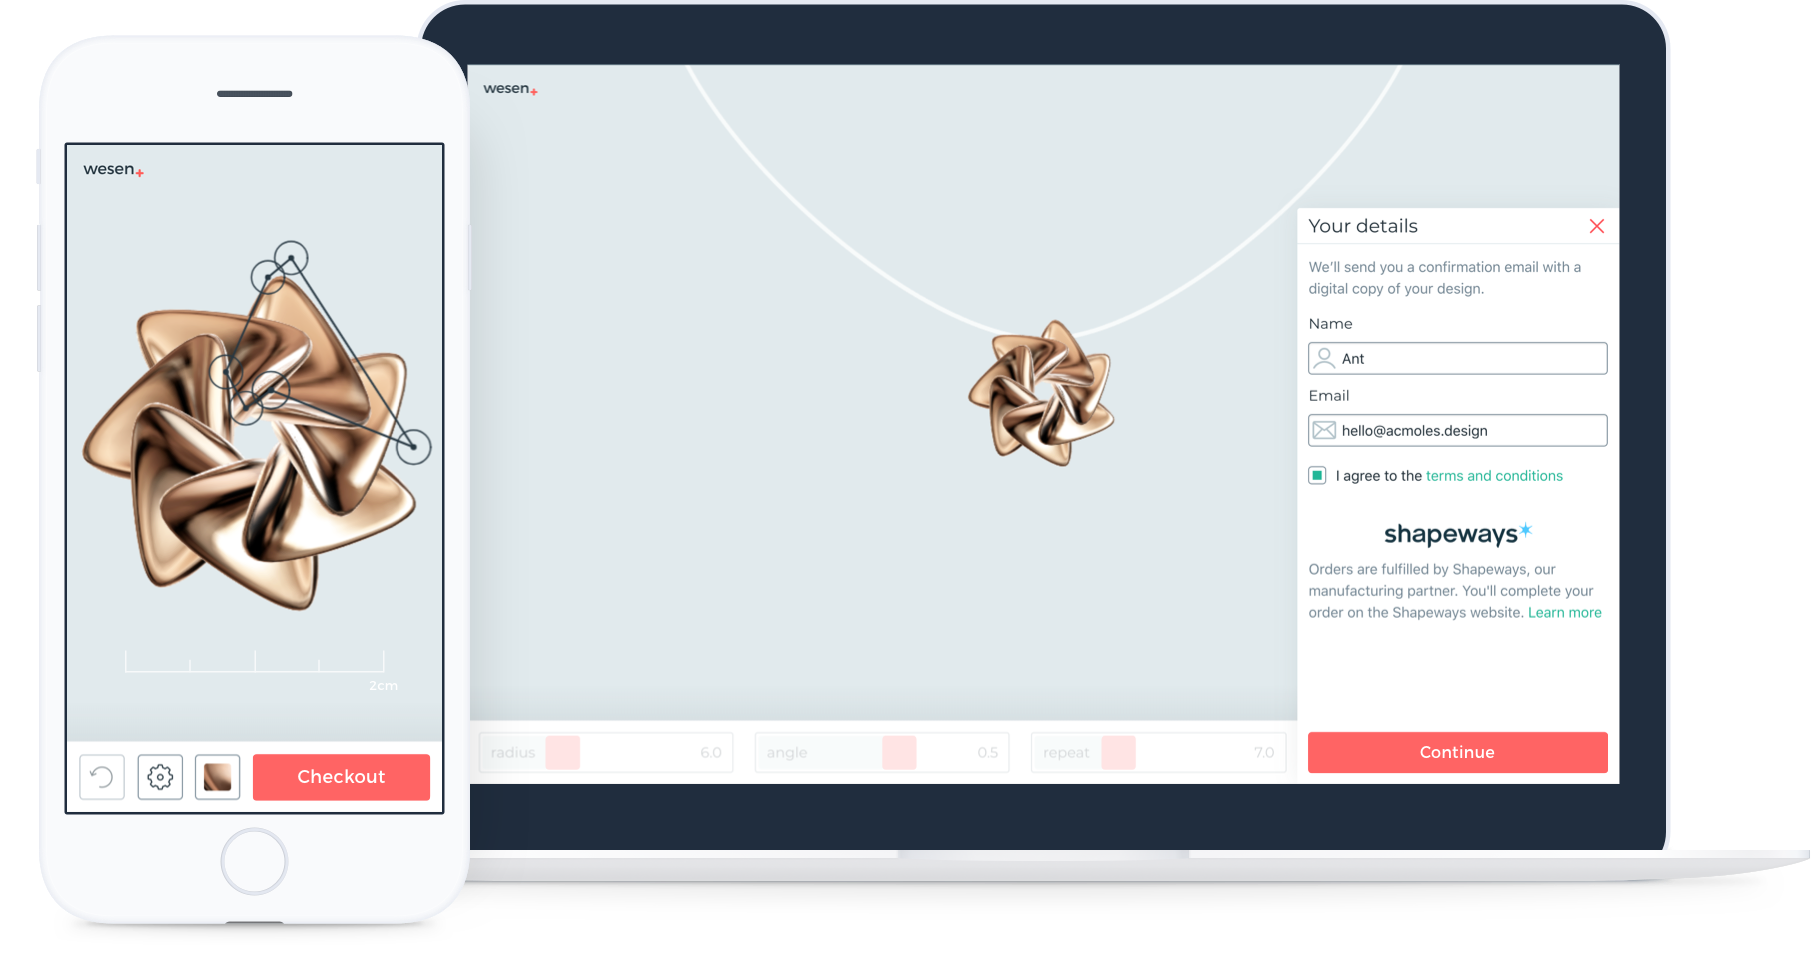 wesen+
2cm
Checkout
wesen+
Your details
We'll send you a confirmation email with a
digital copy of your design.
Name
Ant
Email
hello@acmoles.design
I agree to the terms and conditions
shapeways
Orders are fulfilled by Shapeways, our
manufacturing partner. You'll complete your
order on the Shapeways website. Learn more
radius 6.0
angle 0.5
repeat 7.0
Continue